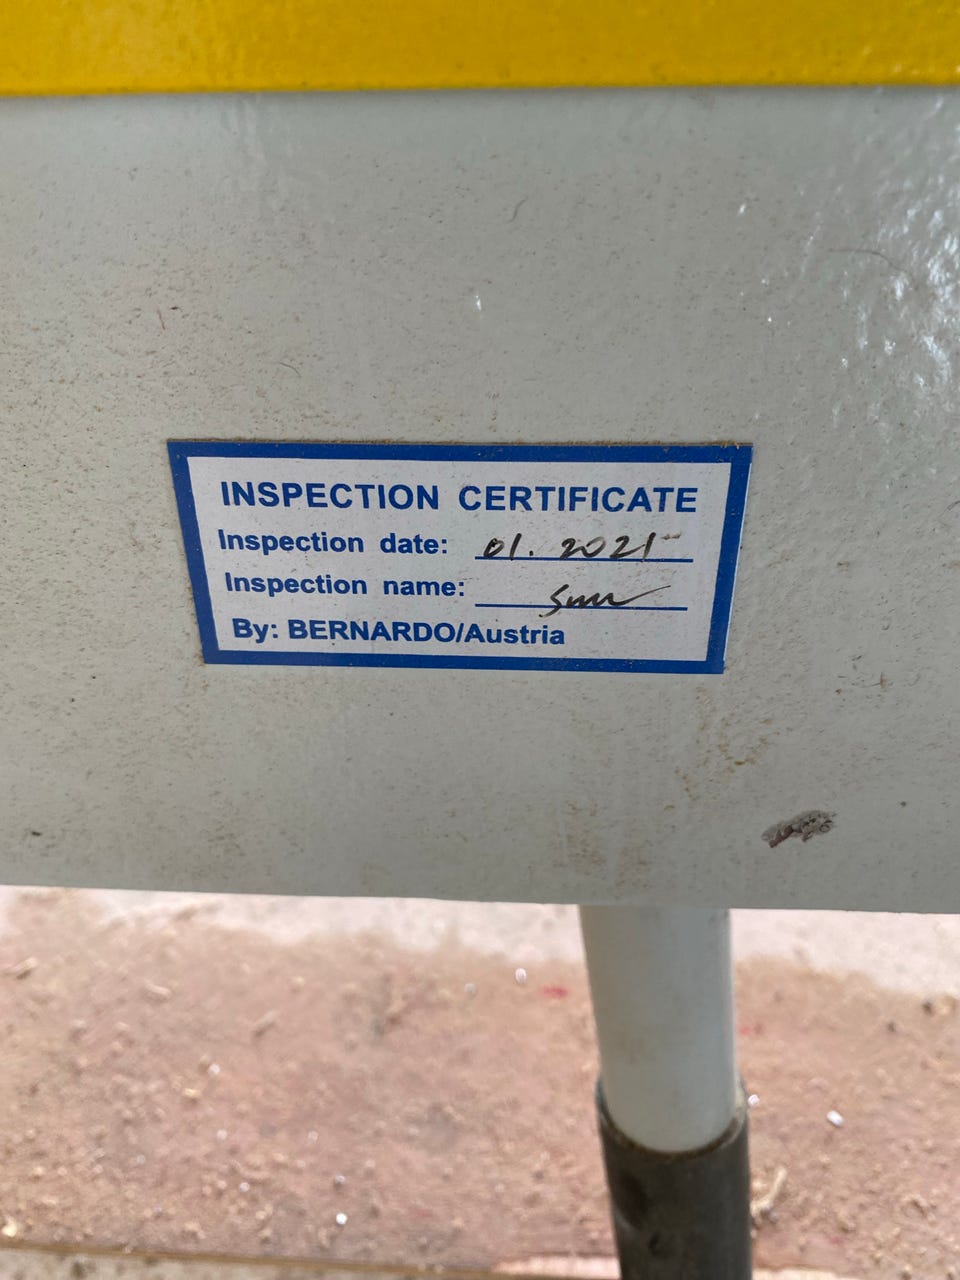 INSPECTION CERTIFICATE
Inspection date: 01.2021
Inspection name:
By: BERNARDO/Austria